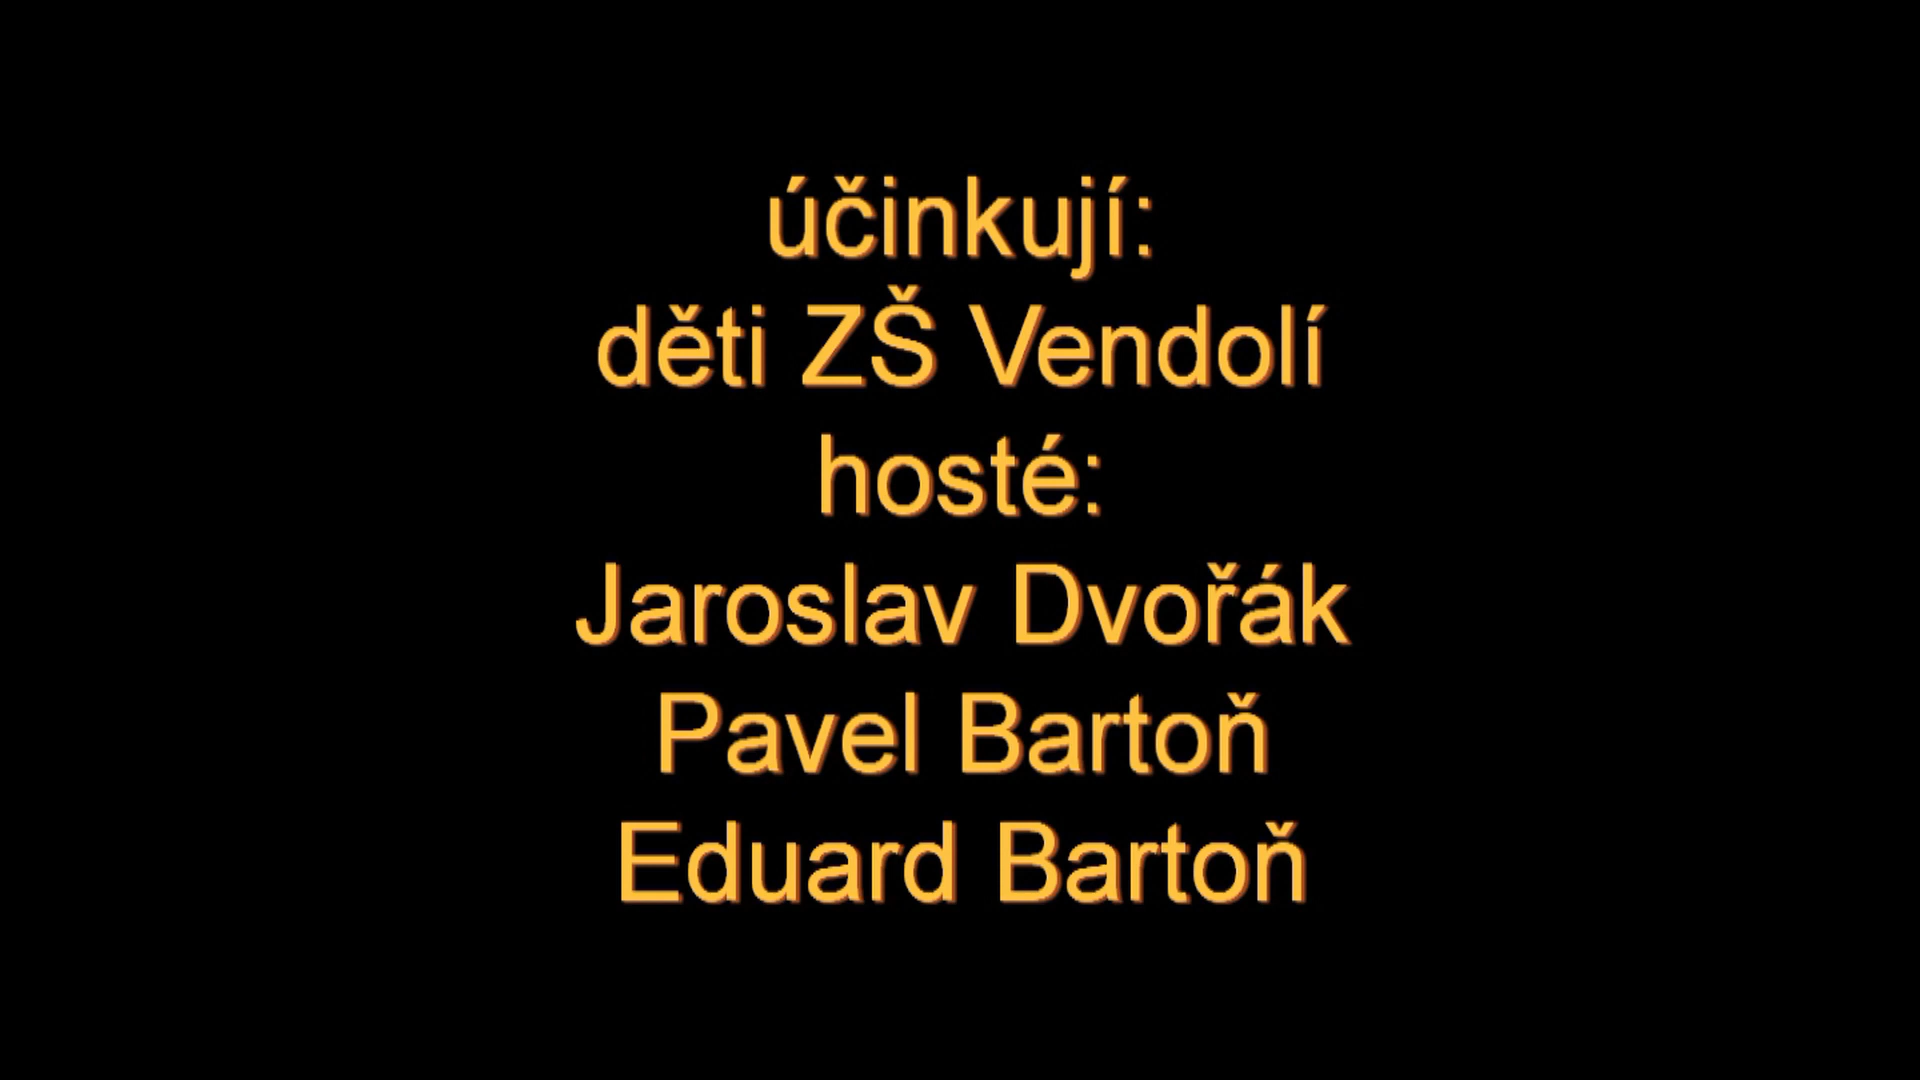 účinkují:
děti ZŠ Vendolí
hosté:
Jaroslav Dvořák
Pavel Bartoň
Eduard Bartoň